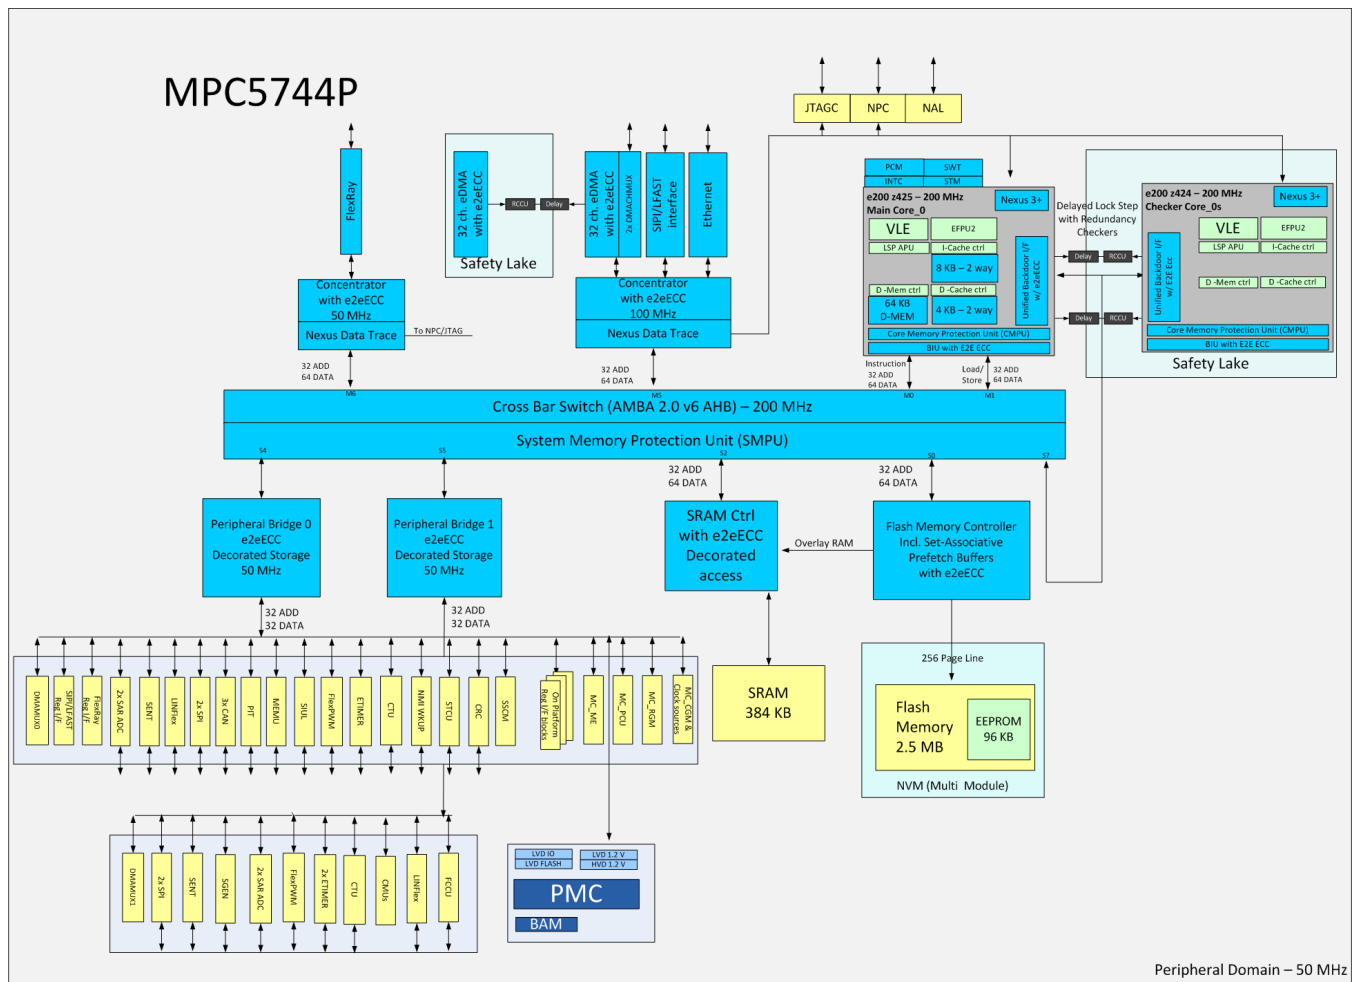 MPC5744P
JTAGC
NPC
NAL
FlexRay
32 ch. eDMA
with e2eECC
RCCU
Delay
Safety Lake
32 ch. eDMA
with e2eECC
2x DMACHMUX
SIPI/LFAST
interface
Ethernet
Concentrator
with e2eECC
50 MHz
Nexus Data Trace
To NPC/JTAG
Concentrator
with e2eECC
100 MHz
Nexus Data Trace
PCM
SWT
INTC
STM
e200 z425 – 200 MHz
Main Core_0
Nexus 3+
VLE
EFPU2
LSP APU
I-Cache ctrl
8 KB – 2 way
D -Mem ctrl
D -Cache ctrl
64 KB
D-MEM
4 KB – 2 way
Unified Backdoor I/F
w/ e2eECC
Core Memory Protection Unit (CMPU)
BIU with E2E ECC
Delayed Lock Step
with Redundancy
Checkers
Delay
RCCU
Delay
RCCU
e200 z424 – 200 MHz
Checker Core_0s
Nexus 3+
VLE
EFPU2
LSP APU
I-Cache ctrl
D -Mem ctrl
D -Cache ctrl
Unified Backdoor I/F
w/ E2E Ecc
Core Memory Protection Unit (CMPU)
BIU with E2E ECC
Safety Lake
32 ADD
64 DATA
M6
32 ADD
64 DATA
M5
Instruction
32 ADD
64 DATA
M0
Load/
Store
32 ADD
64 DATA
M1
Cross Bar Switch (AMBA 2.0 v6 AHB) – 200 MHz
System Memory Protection Unit (SMPU)
S4
S5
S2
S0
S7
32 ADD
64 DATA
32 ADD
64 DATA
Peripheral Bridge 0
e2eECC
Decorated Storage
50 MHz
Peripheral Bridge 1
e2eECC
Decorated Storage
50 MHz
SRAM Ctrl
with e2eECC
Decorated
access
Overlay RAM
Flash Memory Controller
Incl. Set-Associative
Prefetch Buffers
with e2eECC
32 ADD
32 DATA
32 ADD
32 DATA
DMAMUX0
SIPI/LFAST
Reg I/F
FlexRay
Reg I/F
2x SAR ADC
SENT
LINFlex
2x SPI
3x CAN
PIT
MEMU
SIUL
FlexPWM
ETIMER
CTU
NMI WKUP
STCU
CRC
SSCM
On Platform
Reg I/F blocks
MC_ME
MC_PCU
MC_RGM
MC_CGM &
Clock sources
SRAM
384 KB
256 Page Line
Flash
Memory
2.5 MB
EEPROM
96 KB
NVM (Multi Module)
DMAMUX1
2x SPI
SENT
SGEN
2x SAR ADC
FlexPWM
2x ETIMER
CTU
CMUs
LINFlex
FCCU
LVD IO
LVD 1.2 V
LVD FLASH
HVD 1.2 V
PMC
BAM
Peripheral Domain – 50 MHz